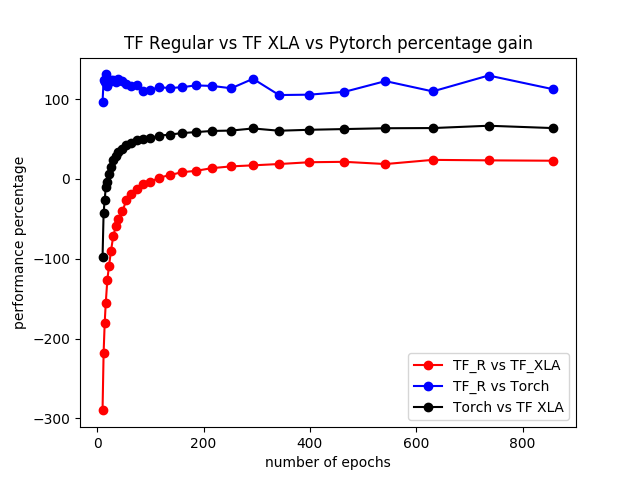 TF Regular vs TF XLA vs Pytorch percentage gain
performance percentage
100
0
−100
−200
−300
0
200
400
600
800
number of epochs
TF_R vs TF_XLA
TF_R vs Torch
Torch vs TF XLA